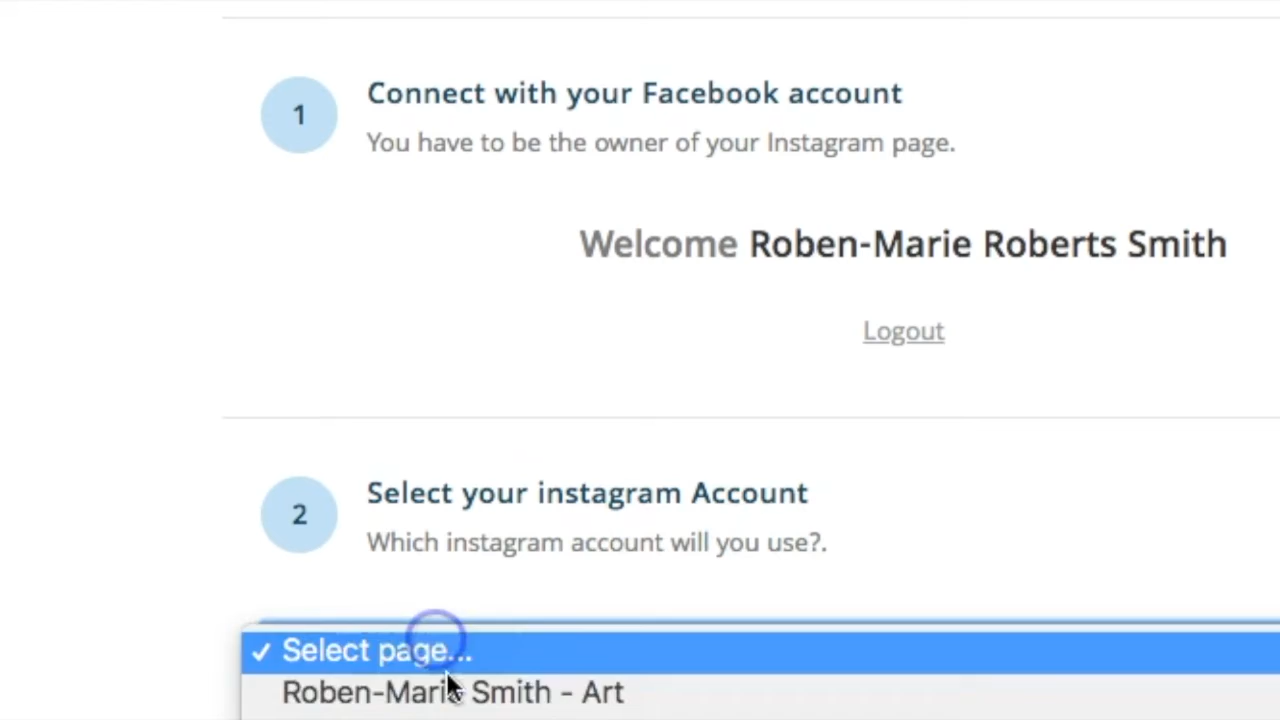 1
Connect with your Facebook account
You have to be the owner of your Instagram page.
Welcome Roben-Marie Roberts Smith
Logout
2
Select your instagram Account
Which instagram account will you use?.
✓ Select page...
Roben-Marie Smith - Art